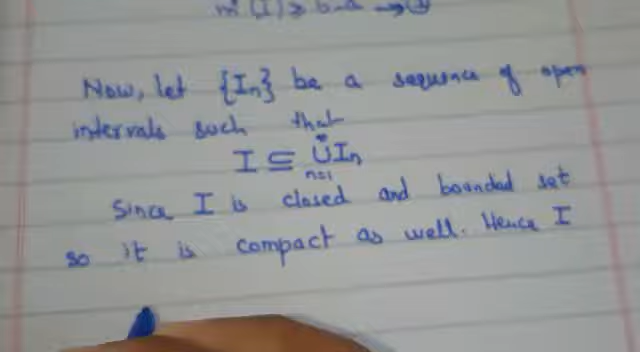 m*(I) ≥ b-a →
Now, let {In} be a sequence of open
intervals such that
I ⊆ ∪In
n=1
Since I is closed and bounded set
so it is compact as well. Hence I